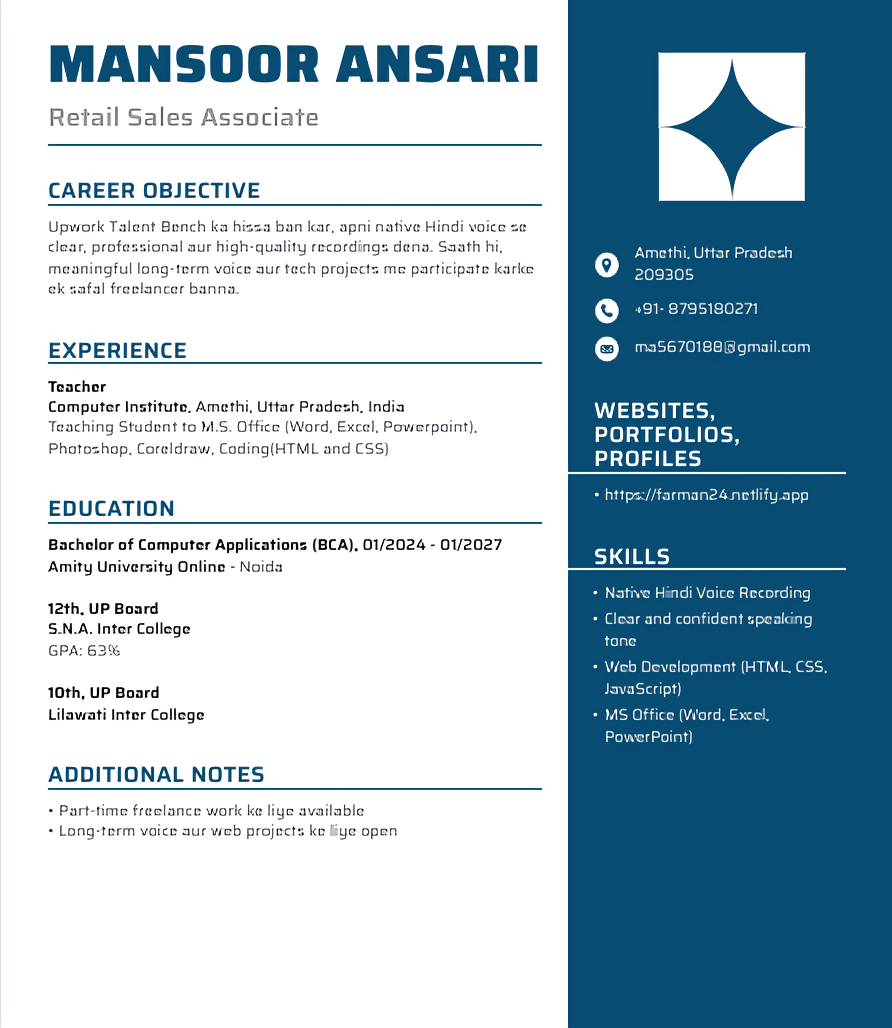 MANSOOR ANSARI
Retail Sales Associate
CAREER OBJECTIVE
Upwork Talent Bench ka hissa ban kar, apni native Hindi voice se
clear, professional aur high-quality recordings dena. Saath hi,
meaningful long-term voice aur tech projects me participate karke
ek safal freelancer banna.
EXPERIENCE
Teacher
Computer Institute, Amethi, Uttar Pradesh, India
Teaching Student to M.S. Office (Word, Excel, Powerpoint),
Photoshop, Coreldraw, Coding(HTML and CSS)
EDUCATION
Bachelor of Computer Applications (BCA), 01/2024 - 01/2027
Amity University Online - Noida
12th, UP Board
S.N.A. Inter College
GPA: 63%
10th, UP Board
Lilawati Inter College
ADDITIONAL NOTES
• Part-time freelance work ke liye available
• Long-term voice aur web projects ke liye open
Amethi, Uttar Pradesh
209305
+91- 8795180271
ma5670188@gmail.com
WEBSITES,
PORTFOLIOS,
PROFILES
• https://farman24.netlify.app
SKILLS
• Native Hindi Voice Recording
• Clear and confident speaking
tone
• Web Development (HTML, CSS,
JavaScript)
• MS Office (Word, Excel,
PowerPoint)